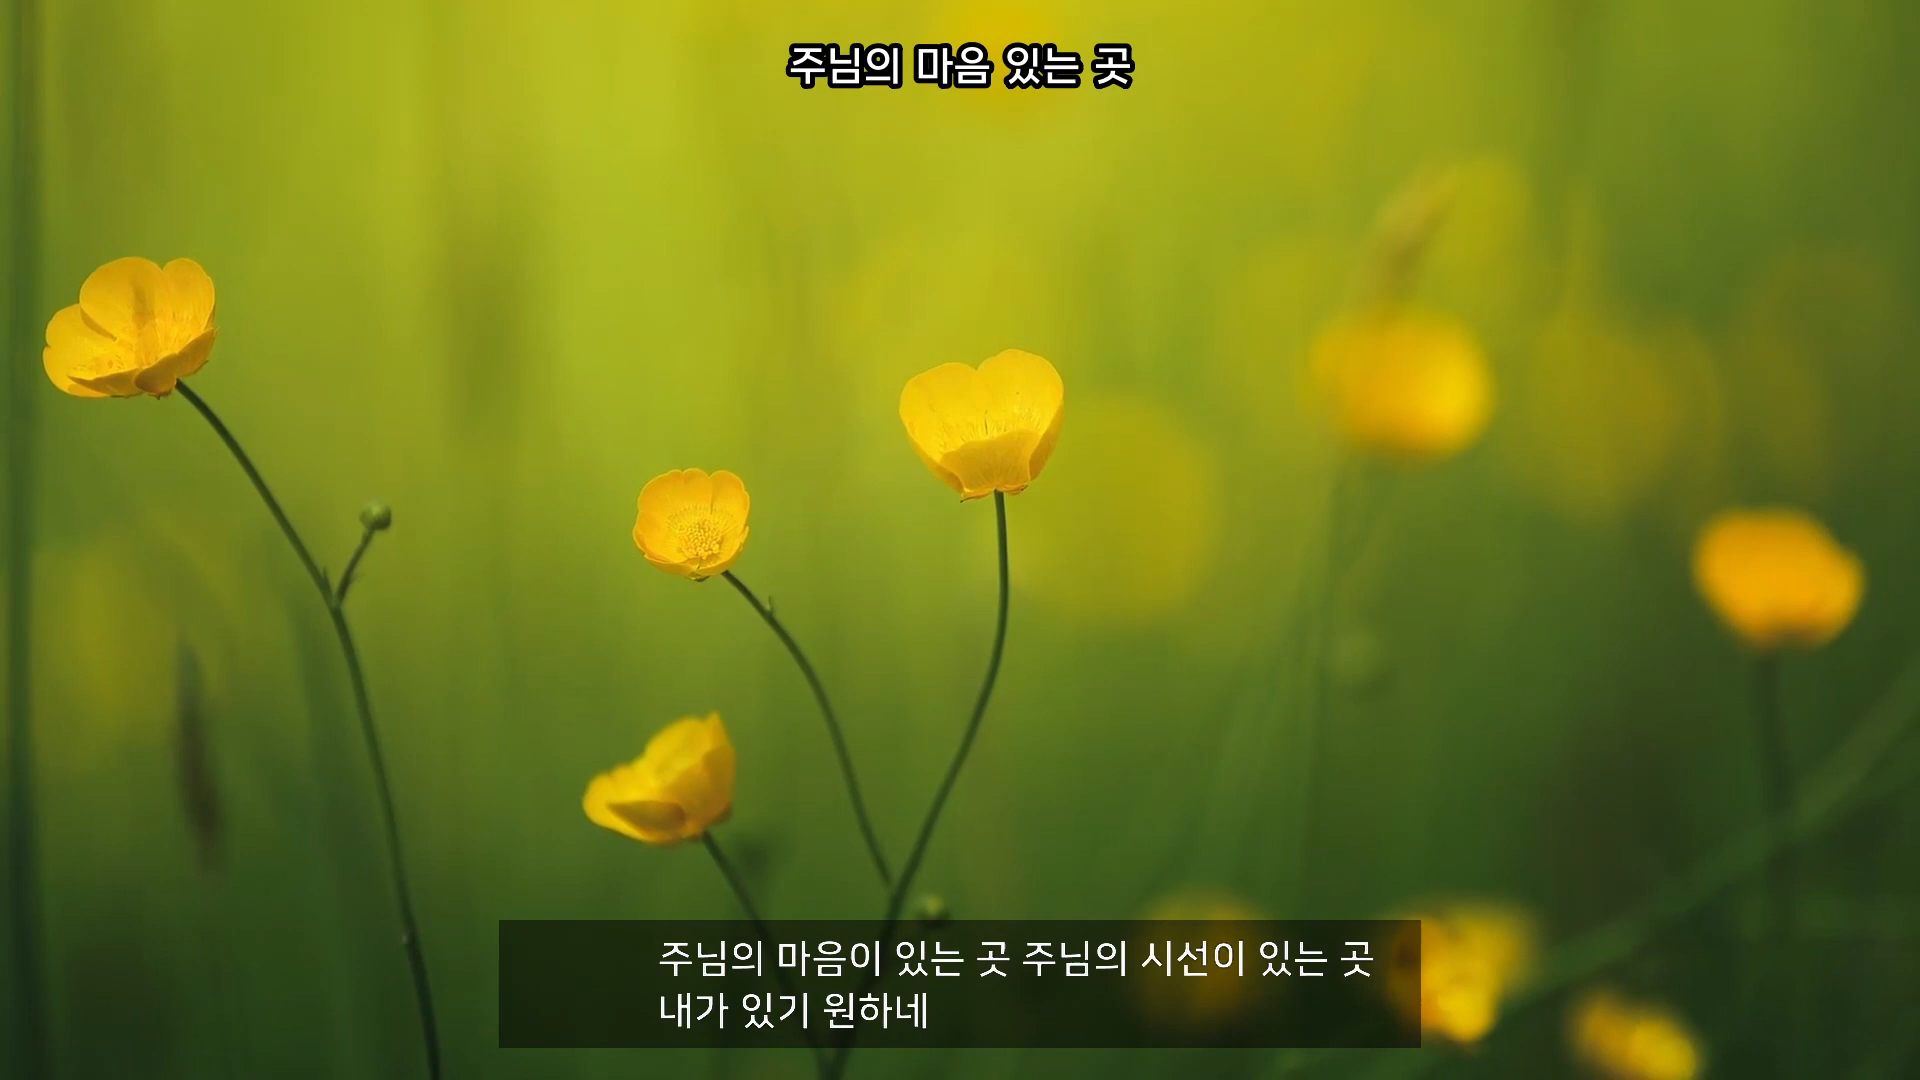 주님의 마음 있는 곳
주님의 마음이 있는 곳 주님의 시선이 있는 곳
내가 있기 원하네